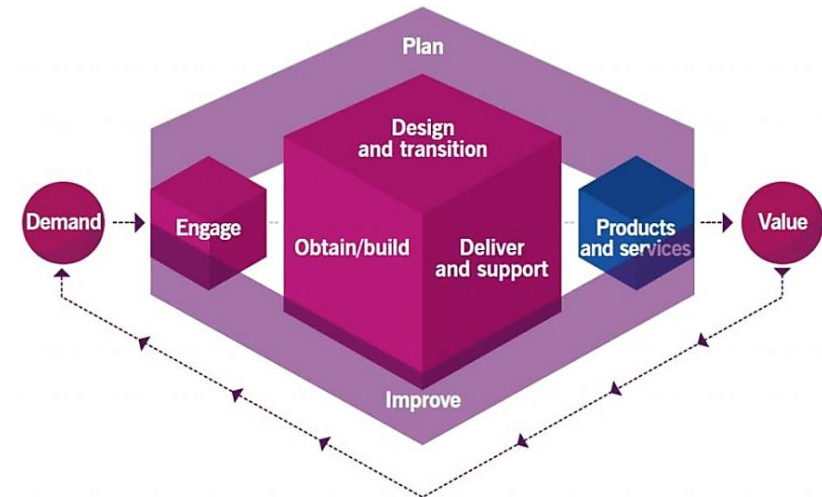 Plan
Design
and transition
Demand
Engage
Obtain/build
Deliver
and support
Products
and services
Value
Improve